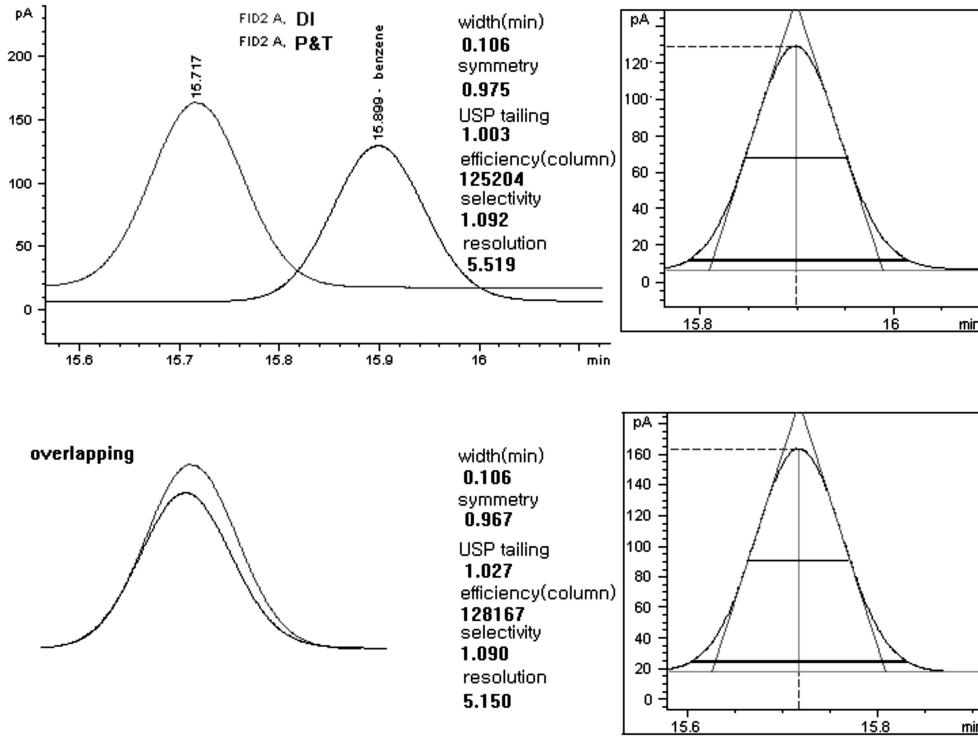 pA
FID2 A, DI
FID2 A, P&T
200
150
100
50
0
15.717
15.899 - benzene
15.6
15.7
15.8
15.9
16
min
width(min)
0.106
symmetry
0.975
USP tailing
1.003
efficiency(column)
125204
selectivity
1.092
resolution
5.519
pA
120
100
80
60
40
20
0
15.8
16
min
overlapping
width(min)
0.106
symmetry
0.967
USP tailing
1.027
efficiency(column)
128167
selectivity
1.090
resolution
5.150
pA
160
140
120
100
80
60
40
20
0
15.6
15.8
min